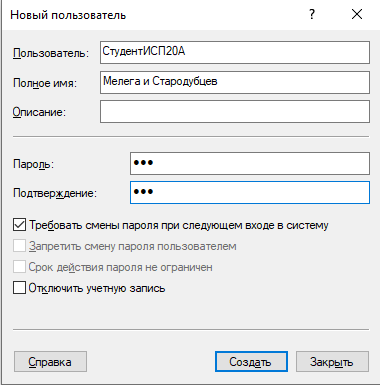 Новый пользователь
Пользователь: СтудентИСП20А
Полное имя: Мелега и Стародубцев
Описание:
Пароль: •••
Подтверждение: •••
Требовать смены пароля при следующем входе в систему
Запретить смену пароля пользователем
Срок действия пароля не ограничен
Отключить учетную запись
Справка Создать Закрыть